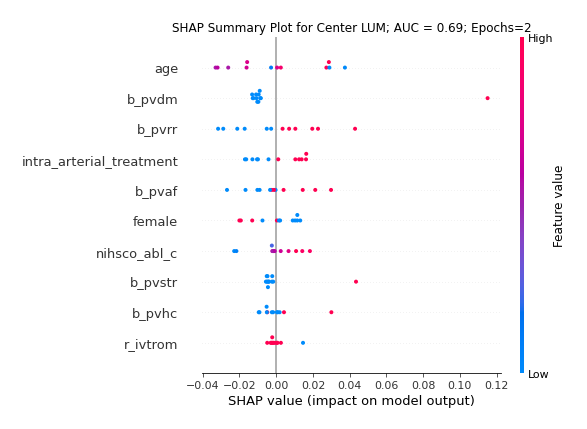 SHAP Summary Plot for Center LUM; AUC = 0.69; Epochs=2
High
age
b_pvdm
b_pvrr
intra_arterial_treatment
b_pvaf
female
nihsco_abl_c
b_pvstr
b_pvhc
r_ivtrom
Feature value
Low
−0.04 −0.02 0.00 0.02 0.04 0.06 0.08 0.10 0.12
SHAP value (impact on model output)